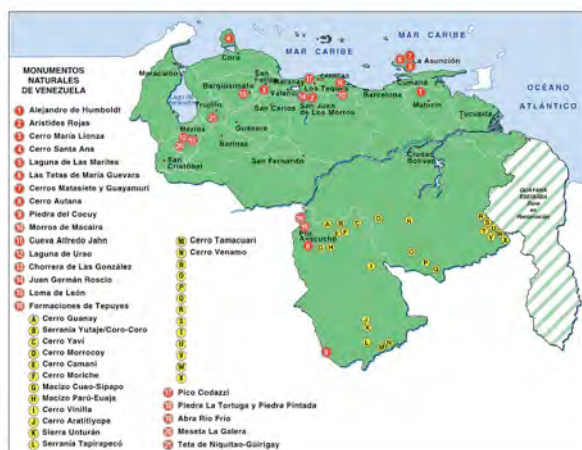 MAR CARIBE
MAR CARIBE
OCÉANO
ATLÁNTICO
MONUMENTOS
NATURALES
DE VENEZUELA
1 Alejandro de Humboldt
2 Arístides Rojas
3 Cerro María Lionza
4 Cerro Santa Ana
5 Laguna de Las Marites
6 Las Tetas de María Guevara
7 Cerros Matasiete y Guayamurí
8 Cerro Autana
9 Piedra del Cocuy
10 Morros de Macaira
11 Cueva Alfredo Jahn
12 Laguna de Urao
13 Chorrera de Las González
14 Juan Germán Roscio
15 Loma de León
16 Formaciones de Tepuyes
A Cerro Guanay
B Serranía Yutaje/Coro-Coro
C Cerro Yaví
D Cerro Morrocoy
E Cerro Camani
F Cerro Moriche
G Macizo Cuao-Sipapo
H Macizo Parú-Euaja
I Cerro Vinilla
J Cerro Aratitiyope
K Sierra Unturán
L Serranía Tapirapecó
M Cerro Tamacuari
N Cerro Venamo
O
P
Q
R
S
T
U
V
W
X
17 Pico Codazzi
18 Piedra La Tortuga y Piedra Pintada
19 Abra Río Frío
20 Meseta La Galera
21 Teta de Niquitao-Güirigay
Coro
Maracaibo
Barquisimeto
San Felipe
Maracay
Valencia
Los Teques
La Asunción
Cumaná
Barcelona
Maturín
Tucupita
Trujillo
San Carlos
San Juan
de Los Morros
Guanare
Mérida
Barinas
San
Cristóbal
San Fernando
Ciudad
Bolívar
Pto.
Ayacucho
GUAYANA
ESEQUIBA